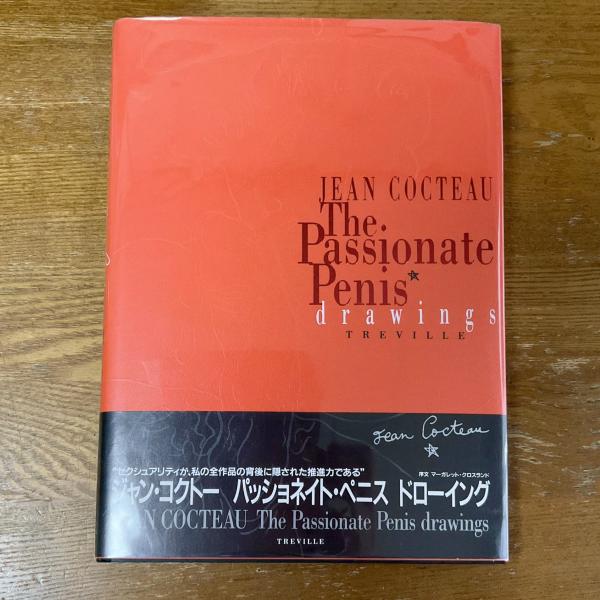 JEAN COCTEAU
The
Passionate
Penis
drawings
TREVILLE
Jean Cocteau
"セクシュアリティが、私の全作品の背後に隠された推進力である"
序文 マーガレット・クロスランド
ジャン・コクトー パッショネイト・ペニス ドローイング
JEAN COCTEAU The Passionate Penis drawings
TREVILLE